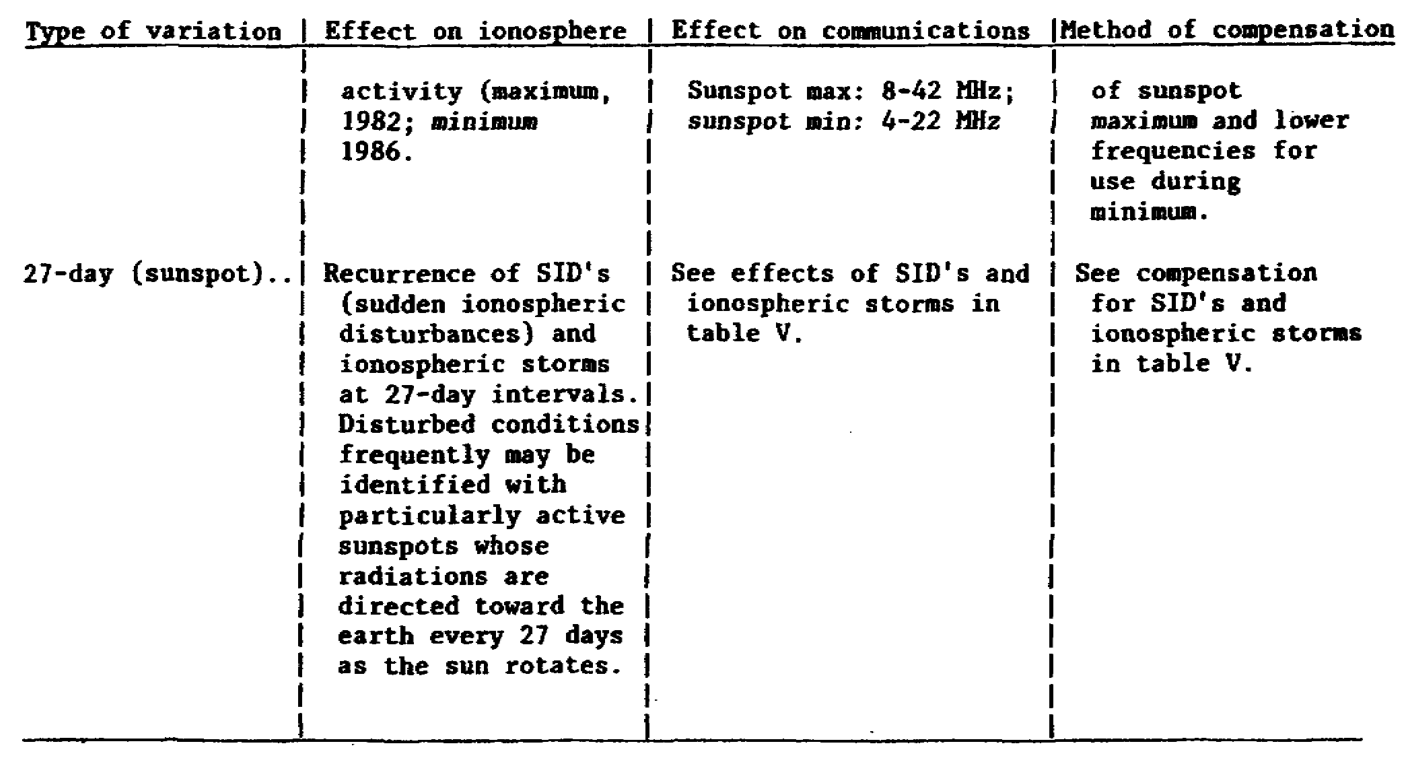 Type of variation | Effect on ionosphere | Effect on communications |Method of compensation
| activity (maximum, | Sunspot max: 8-42 MHz; | of sunspot
| 1982; minimum | sunspot min: 4-22 MHz | maximum and lower
| 1986. | | frequencies for
| | | use during
| | | minimum.
27-day (sunspot)..| Recurrence of SID's | See effects of SID's and | See compensation
| (sudden ionospheric | ionospheric storms in | for SID's and
| disturbances) and | table V. | ionospheric storms
| ionospheric storms | | in table V.
| at 27-day intervals.| |
| Disturbed conditions| |
| frequently may be | |
| identified with | |
| particularly active | |
| sunspots whose | |
| radiations are | |
| directed toward the | |
| earth every 27 days | |
| as the sun rotates. | |